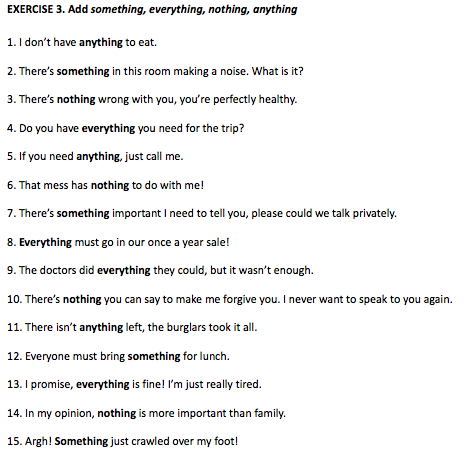 EXERCISE 3. Add something, everything, nothing, anything
1. I don't have anything to eat.
2. There's something in this room making a noise. What is it?
3. There's nothing wrong with you, you're perfectly healthy.
4. Do you have everything you need for the trip?
5. If you need anything, just call me.
6. That mess has nothing to do with me!
7. There's something important I need to tell you, please could we talk privately.
8. Everything must go in our once a year sale!
9. The doctors did everything they could, but it wasn't enough.
10. There's nothing you can say to make me forgive you. I never want to speak to you again.
11. There isn't anything left, the burglars took it all.
12. Everyone must bring something for lunch.
13. I promise, everything is fine! I'm just really tired.
14. In my opinion, nothing is more important than family.
15. Argh! Something just crawled over my foot!